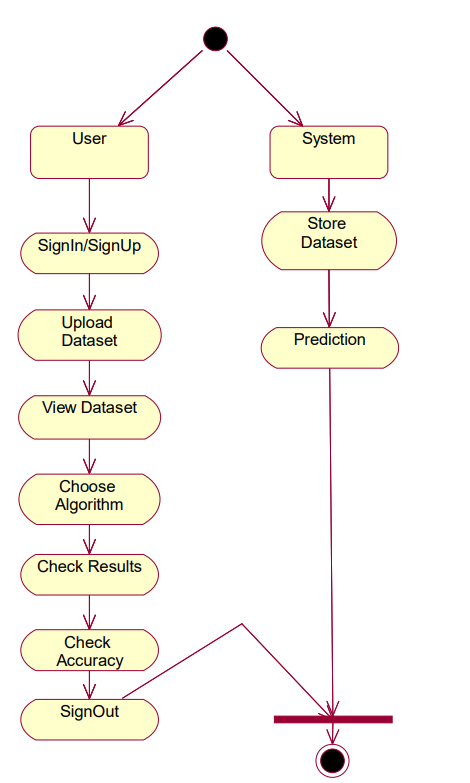 User
System
SignIn/SignUp
Store
Dataset
Upload
Dataset
Prediction
View Dataset
Choose
Algorithm
Check Results
Check
Accuracy
SignOut